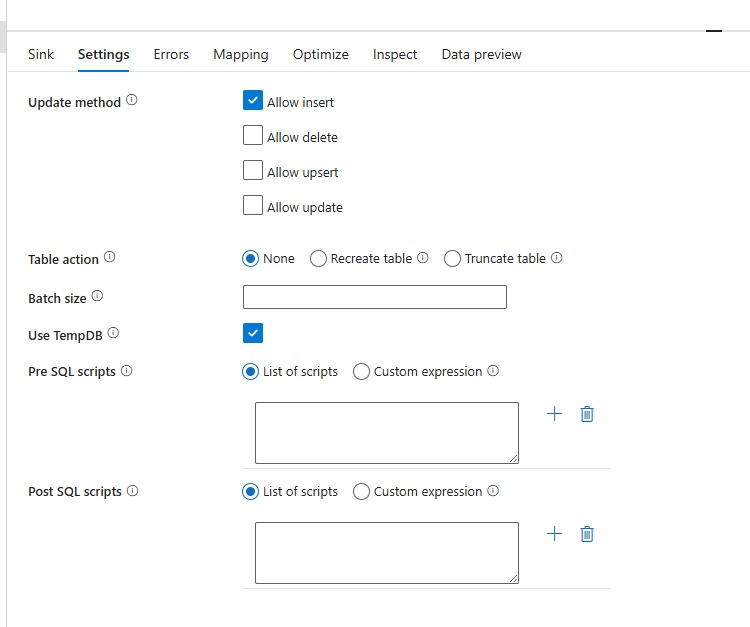 Sink Settings Errors Mapping Optimize Inspect Data preview
Update method
Allow insert
Allow delete
Allow upsert
Allow update
Table action None Recreate table Truncate table
Batch size
Use TempDB
Pre SQL scripts List of scripts Custom expression
Post SQL scripts List of scripts Custom expression